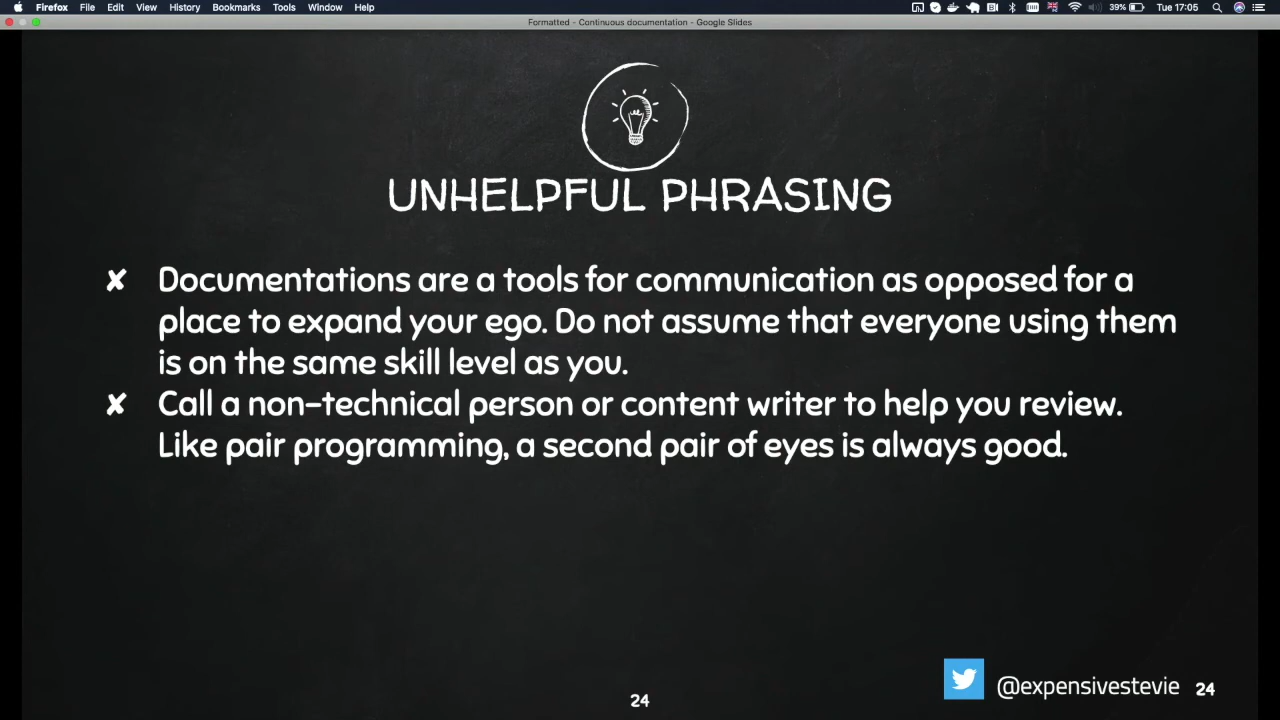 Firefox File Edit View History Bookmarks Tools Window Help 39% Tue 17:05
Formatted - Continuous documentation - Google Slides
UNHELPFUL PHRASING
✘ Documentations are a tools for communication as opposed for a
place to expand your ego. Do not assume that everyone using them
is on the same skill level as you.
✘ Call a non-technical person or content writer to help you review.
Like pair programming, a second pair of eyes is always good.
@expensivestevie 24
24